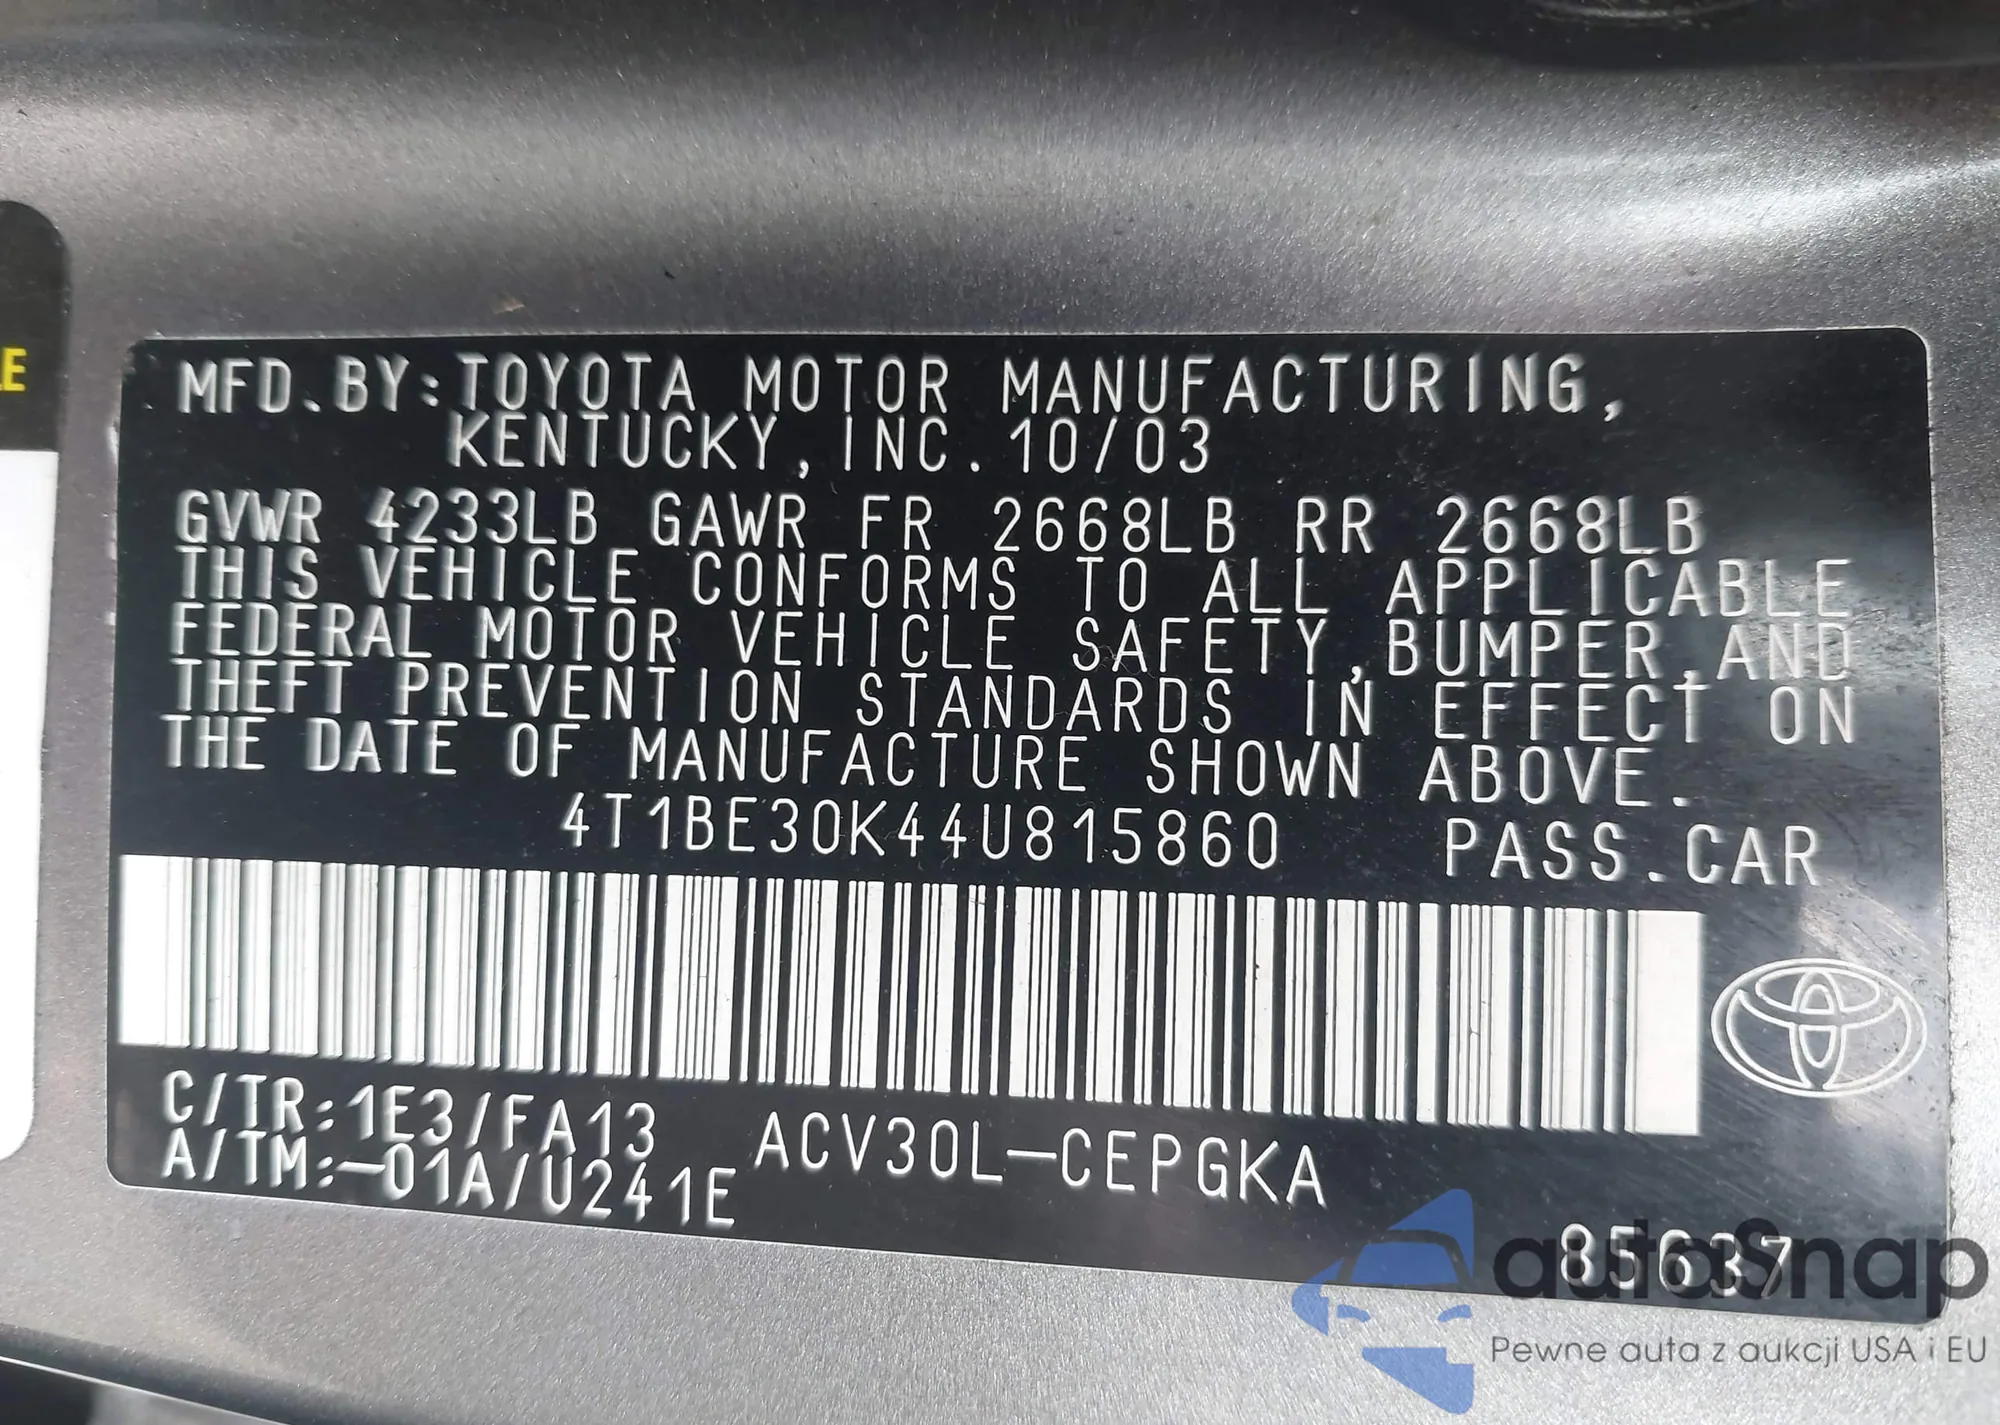 LE
MFD.BY:TOYOTA MOTOR MANUFACTURING,
KENTUCKY,INC.10/03
GVWR 4233LB GAWR FR 2668LB RR 2668LB
THIS VEHICLE CONFORMS TO ALL APPLICABLE
FEDERAL MOTOR VEHICLE SAFETY,BUMPER,AND
THEFT PREVENTION STANDARDS IN EFFECT ON
THE DATE OF MANUFACTURE SHOWN ABOVE.
4T1BE30K44U815860 PASS.CAR
C/TR:1E3/FA13 ACV30L-CEPGKA
A/TM:-01A/U241E
85637
autoSnap
Pewne auta z aukcji USA i EU